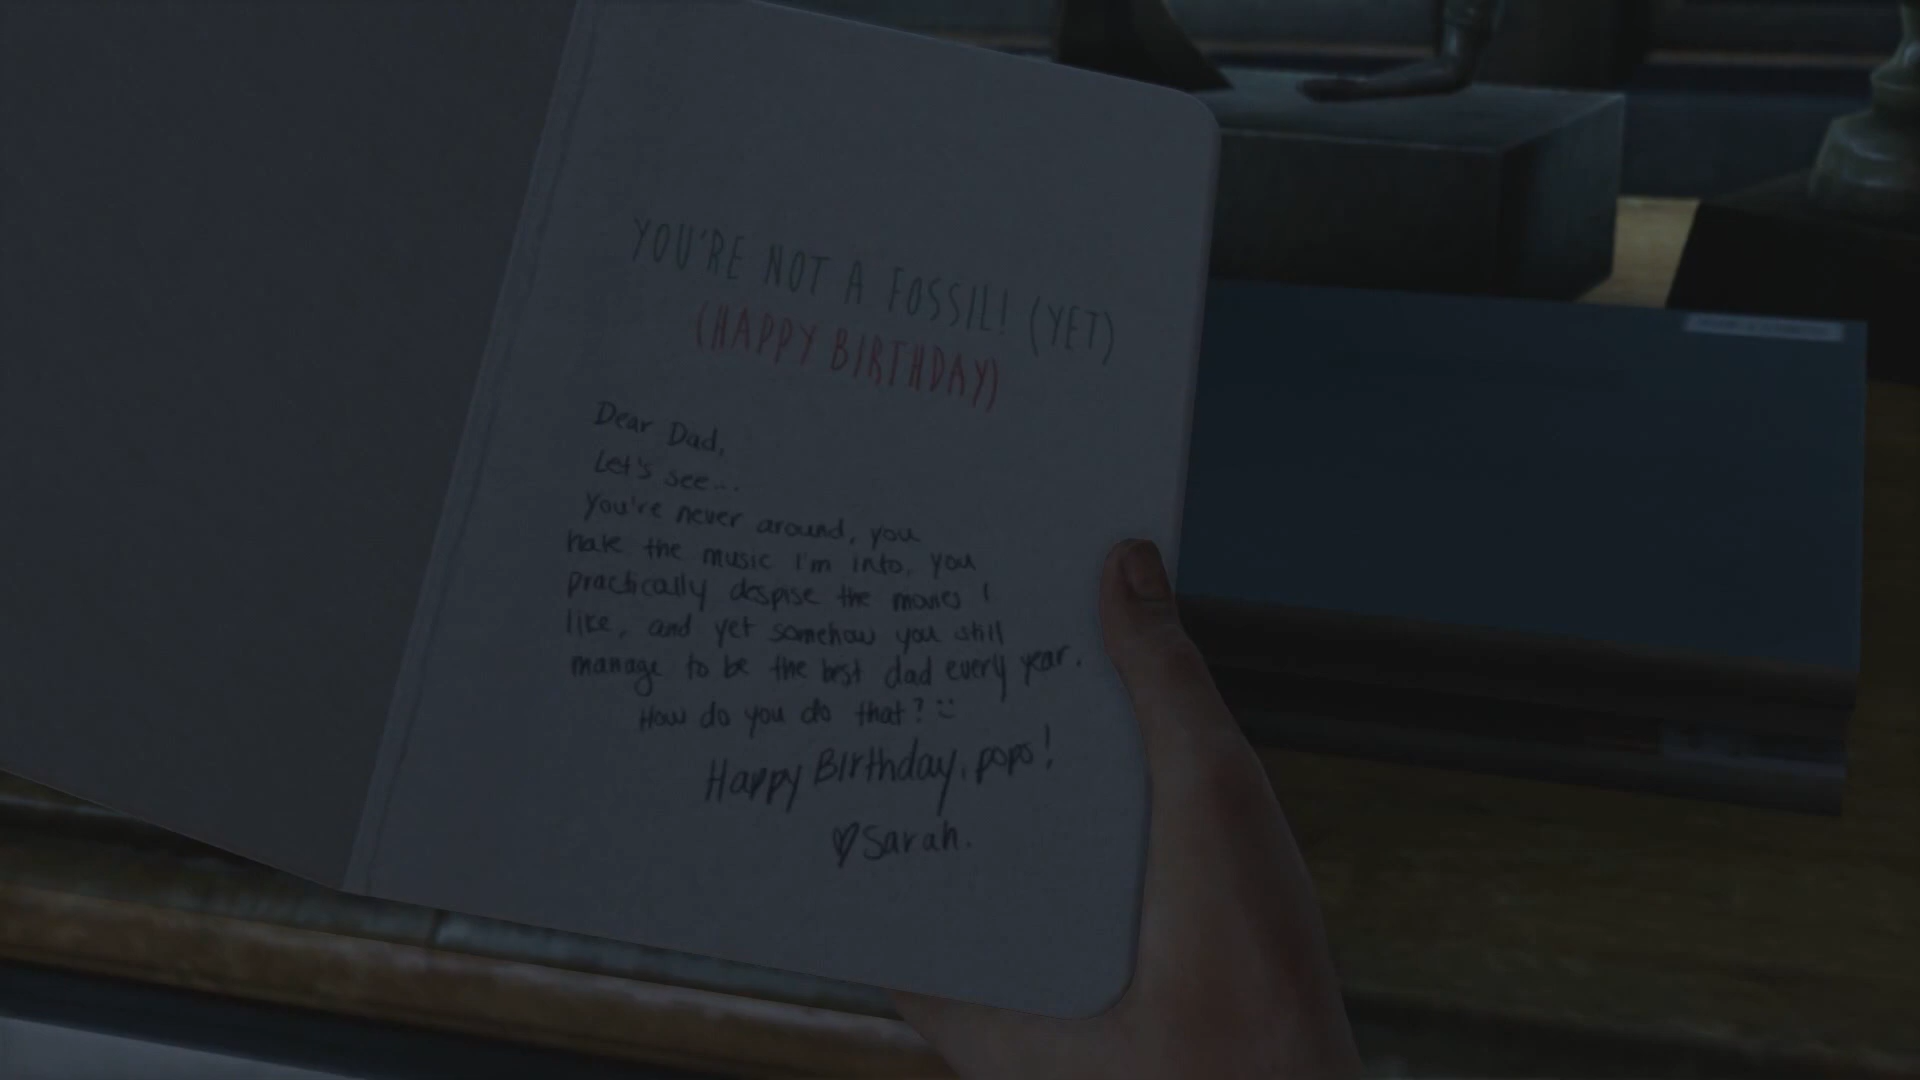 YOU'RE NOT A FOSSIL! (YET)
(HAPPY BIRTHDAY)
Dear Dad,
Let's see...
You're never around, you
hate the music I'm into, you
practically despise the movies I
like, and yet somehow you still
manage to be the best dad every year.
How do you do that? :)
Happy Birthday, pops!
♡ Sarah.